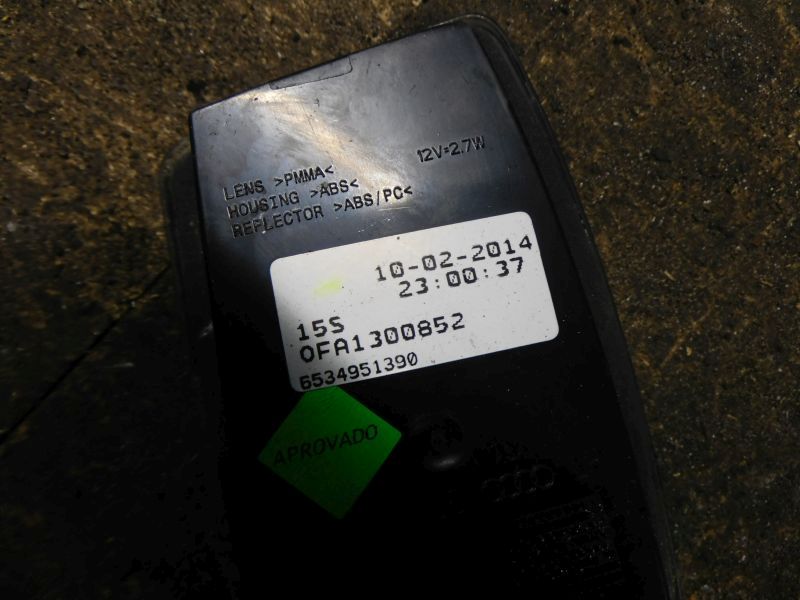 LENS >PMMA<
HOUSING >ABS<
REFLECTOR >ABS/PC<
12V=2.7W
10-02-2014
23:00:37
15S
OFA1300852
6534951390
APROVADO